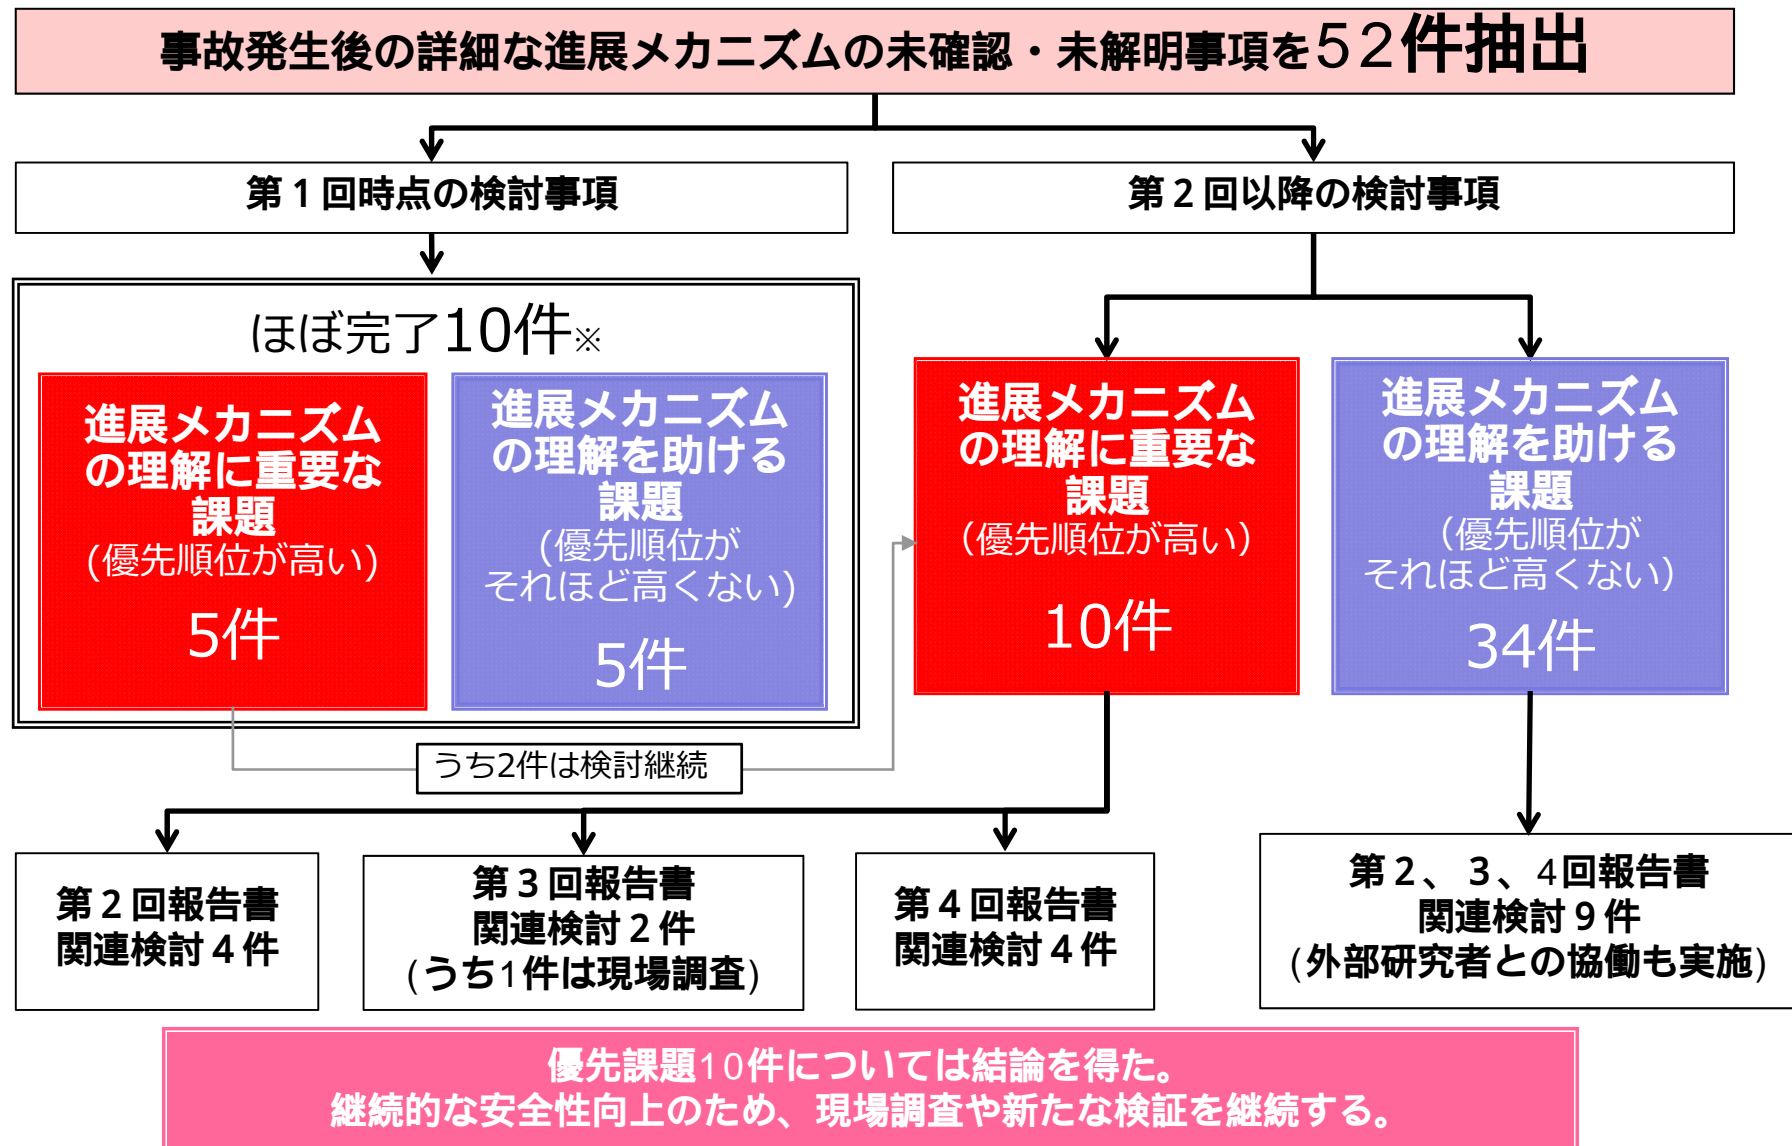 事故発生後の詳細な進展メカニズムの未確認・未解明事項を52件抽出
第1回時点の検討事項
第2回以降の検討事項
ほぼ完了10件※
進展メカニズム
の理解に重要な
課題
(優先順位が高い)
5件
進展メカニズム
の理解を助ける
課題
(優先順位が
それほど高くない)
5件
進展メカニズム
の理解に重要な
課題
(優先順位が高い)
10件
進展メカニズム
の理解を助ける
課題
(優先順位が
それほど高くない)
34件
うち2件は検討継続
第2回報告書
関連検討4件
第3回報告書
関連検討2件
(うち1件は現場調査)
第4回報告書
関連検討4件
第2、3、4回報告書
関連検討9件
(外部研究者との協働も実施)
優先課題10件については結論を得た。
継続的な安全性向上のため、現場調査や新たな検証を継続する。